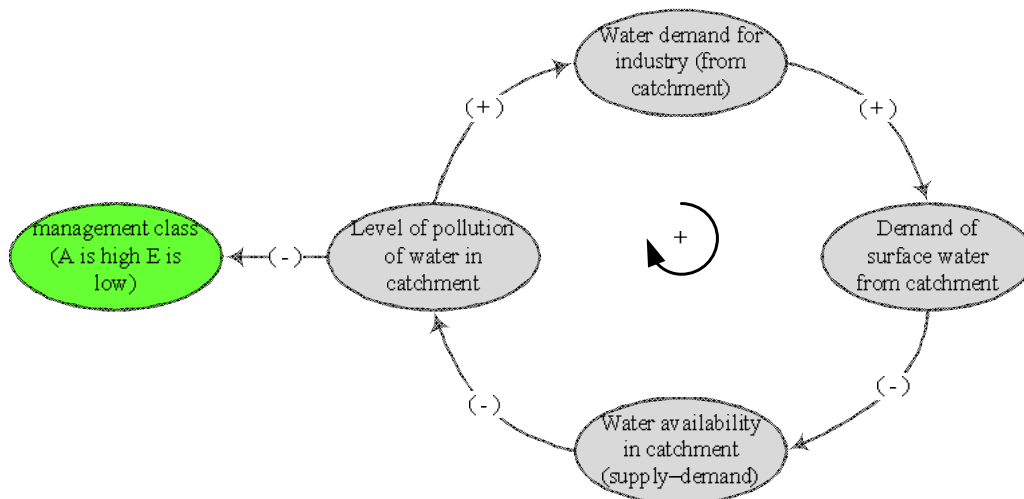 Water demand for
industry (from
catchment)
(+)
(+)
management class
(A is high E is
low)
(-)
Level of pollution
of water in
catchment
+
Demand of
surface water
from catchment
(-)
(-)
Water availability
in catchment
(supply–demand)